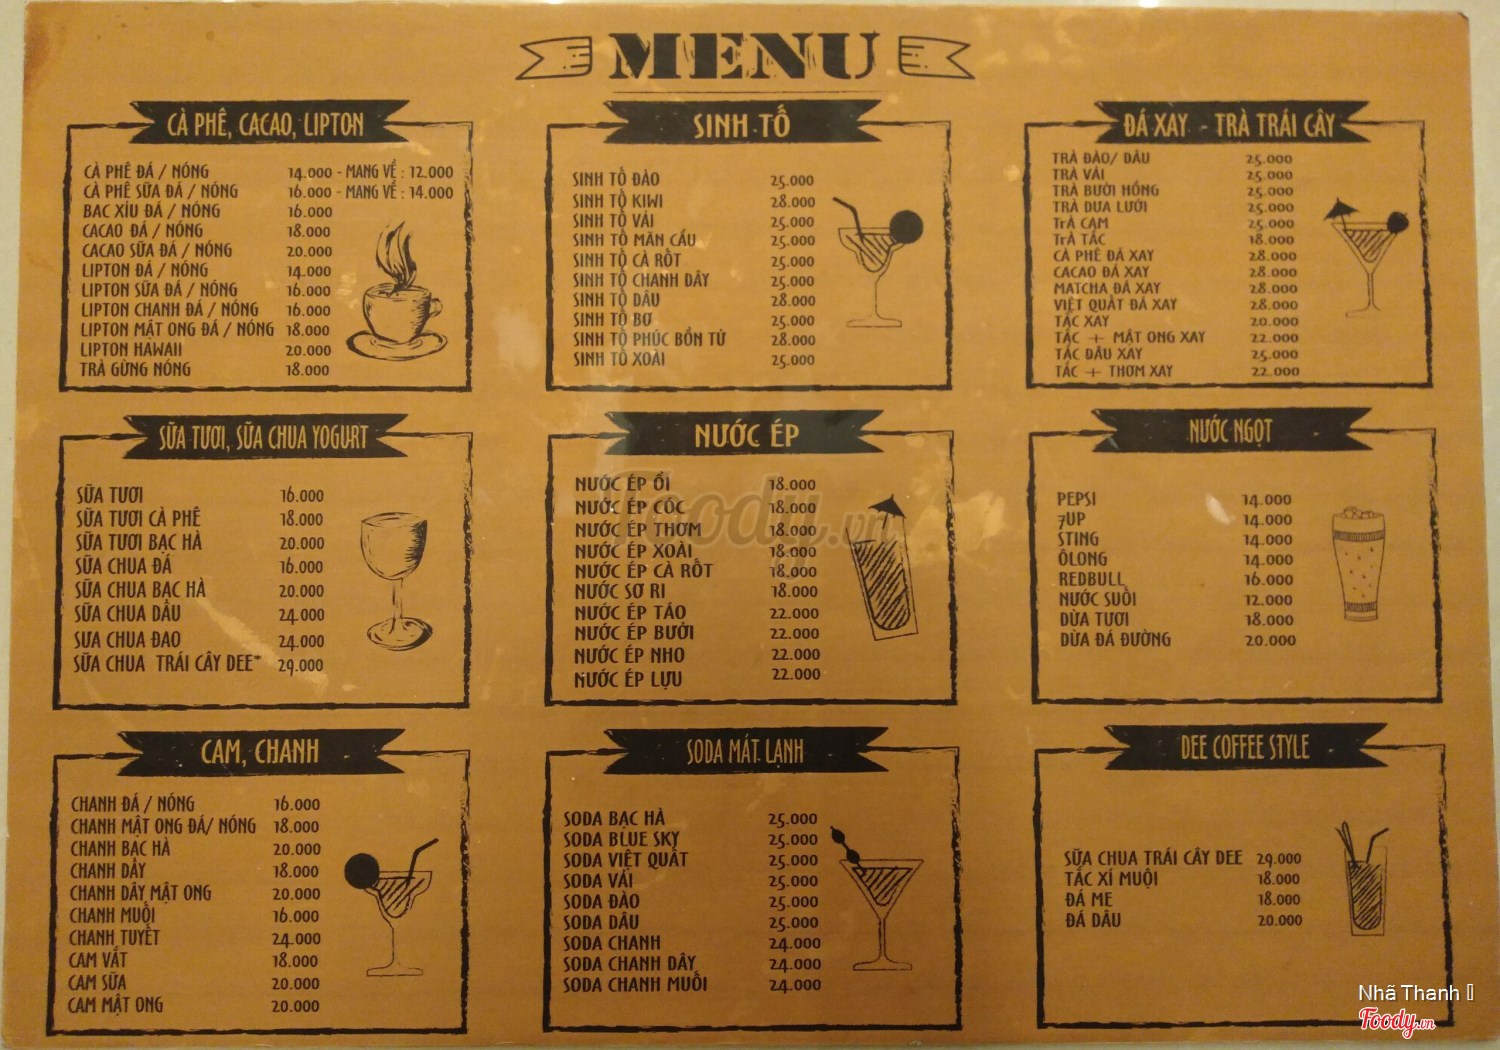 MENU
CÀ PHÊ, CACAO, LIPTON
CÀ PHÊ ĐÁ / NÓNG 14.000 - MANG VỀ : 12.000
CÀ PHÊ SỮA ĐÁ / NÓNG 16.000 - MANG VỀ : 14.000
BẠC XỈU ĐÁ / NÓNG 16.000
CACAO ĐÁ / NÓNG 18.000
CACAO SỮA ĐÁ / NÓNG 20.000
LIPTON ĐÁ / NÓNG 14.000
LIPTON SỮA ĐÁ / NÓNG 16.000
LIPTON CHANH ĐÁ / NÓNG 16.000
LIPTON MẬT ONG ĐÁ / NÓNG 18.000
LIPTON HAWAII 20.000
TRÀ GỪNG NÓNG 18.000
SINH TỐ
SINH TỐ ĐÀO 25.000
SINH TỐ KIWI 28.000
SINH TỐ VẢI 25.000
SINH TỐ MÃN CẦU 25.000
SINH TỐ CÀ RỐT 25.000
SINH TỐ CHANH DÂY 25.000
SINH TỐ DÂU 28.000
SINH TỐ BƠ 25.000
SINH TỐ PHÚC BỒN TỬ 28.000
SINH TỐ XOÀI 25.000
ĐÁ XAY - TRÀ TRÁI CÂY
TRÀ ĐÀO/ DÂU 25.000
TRÀ VẢI 25.000
TRÀ BƯỞI HỒNG 25.000
TRÀ DƯA LƯỚI 25.000
TrÀ CAM 25.000
TrÀ TẮC 18.000
CÀ PHÊ ĐÁ XAY 28.000
CACAO ĐÁ XAY 28.000
MATCHA ĐÁ XAY 28.000
VIỆT QUẤT ĐÁ XAY 28.000
TẮC XAY 20.000
TẮC + MẬT ONG XAY 22.000
TẮC DÂU XAY 25.000
TẮC + THƠM XAY 22.000
SỮA TƯƠI, SỮA CHUA YOGURT
SỮA TƯƠI 16.000
SỮA TƯƠI CÀ PHÊ 18.000
SỮA TƯƠI BẠC HÀ 20.000
SỮA CHUA ĐÁ 16.000
SỮA CHUA BẠC HÀ 20.000
SỮA CHUA DÂU 24.000
SỮA CHUA ĐÀO 24.000
SỮA CHUA TRÁI CÂY DEE* 29.000
NƯỚC ÉP
NƯỚC ÉP ỔI 18.000
NƯỚC ÉP CÓC 18.000
NƯỚC ÉP THƠM 18.000
NƯỚC ÉP XOÀI 18.000
NƯỚC ÉP CÀ RỐT 18.000
NƯỚC SƠ RI 18.000
NƯỚC ÉP TÁO 22.000
NƯỚC ÉP BƯỞI 22.000
NƯỚC ÉP NHO 22.000
NƯỚC ÉP LỰU 22.000
Foody.vn
NƯỚC NGỌT
PEPSI 14.000
7UP 14.000
STING 14.000
ÔLONG 14.000
REDBULL 16.000
NƯỚC SUỐI 12.000
DỪA TƯƠI 18.000
DỪA ĐÁ ĐƯỜNG 20.000
CAM, CHANH
CHANH ĐÁ / NÓNG 16.000
CHANH MẬT ONG ĐÁ/ NÓNG 18.000
CHANH BẠC HÀ 20.000
CHANH DÂY 18.000
CHANH DÂY MẬT ONG 20.000
CHANH MUỐI 16.000
CHANH TUYẾT 24.000
CAM VẮT 18.000
CAM SỮA 20.000
CAM MẬT ONG 20.000
SODA MÁT LẠNH
SODA BẠC HÀ 25.000
SODA BLUE SKY 25.000
SODA VIỆT QUẤT 25.000
SODA VẢI 25.000
SODA ĐÀO 25.000
SODA DÂU 25.000
SODA CHANH 24.000
SODA CHANH DÂY 24.000
SODA CHANH MUỐI 24.000
DEE COFFEE STYLE
SỮA CHUA TRÁI CÂY DEE 29.000
TẮC XÍ MUỘI 18.000
ĐÁ ME 18.000
ĐÁ DÂU 20.000
Nhã Thanh
Foody.vn